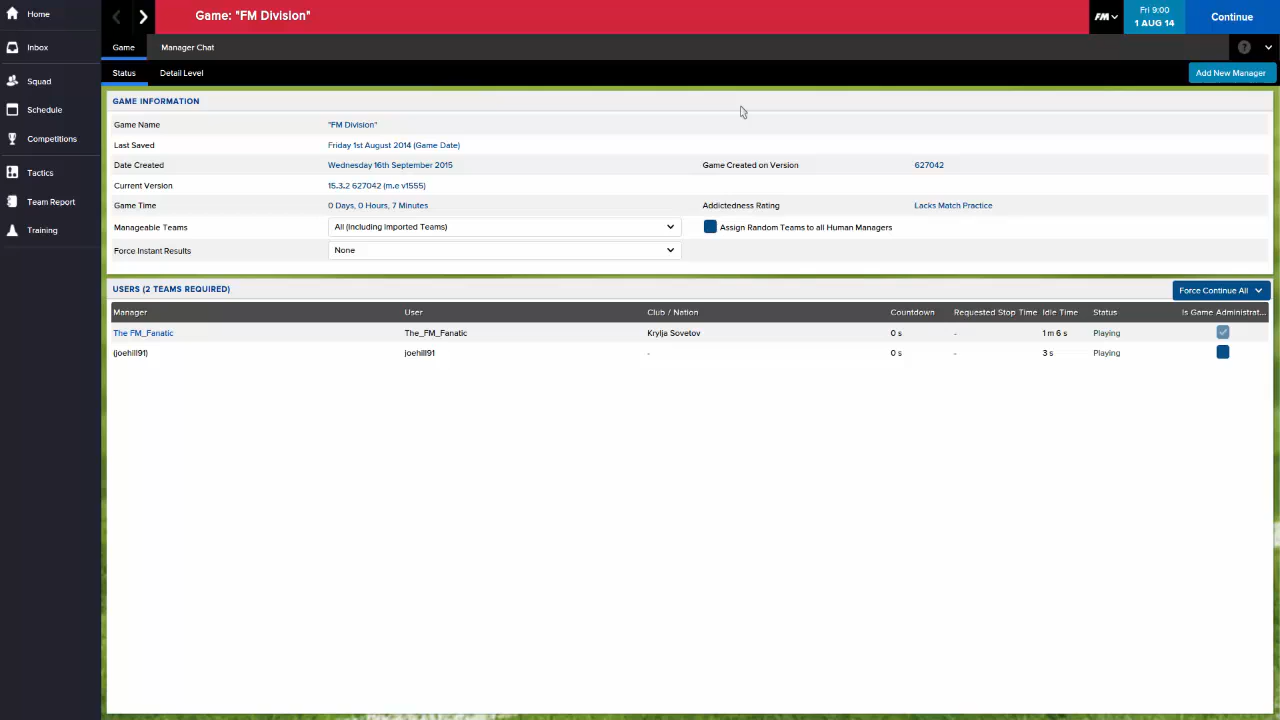 Home
Inbox
Squad
Schedule
Competitions
Tactics
Team Report
Training
Game: "FM Division"
FM
Fri 9:00
1 AUG 14
Continue
Game Manager Chat
?
Status Detail Level
Add New Manager
GAME INFORMATION
Game Name "FM Division"
Last Saved Friday 1st August 2014 (Game Date)
Date Created Wednesday 16th September 2015 Game Created on Version 627042
Current Version 15.3.2 627042 (m.e v1555)
Game Time 0 Days, 0 Hours, 7 Minutes Addictedness Rating Lacks Match Practice
Manageable Teams All (Including Imported Teams) Assign Random Teams to all Human Managers
Force Instant Results None
USERS (2 TEAMS REQUIRED) Force Continue All
Manager User Club / Nation Countdown Requested Stop Time Idle Time Status Is Game Administrat...
The FM_Fanatic The_FM_Fanatic Krylja Sovetov 0 s - 1 m 6 s Playing
(joehill91) joehill91 - 0 s - 3 s Playing